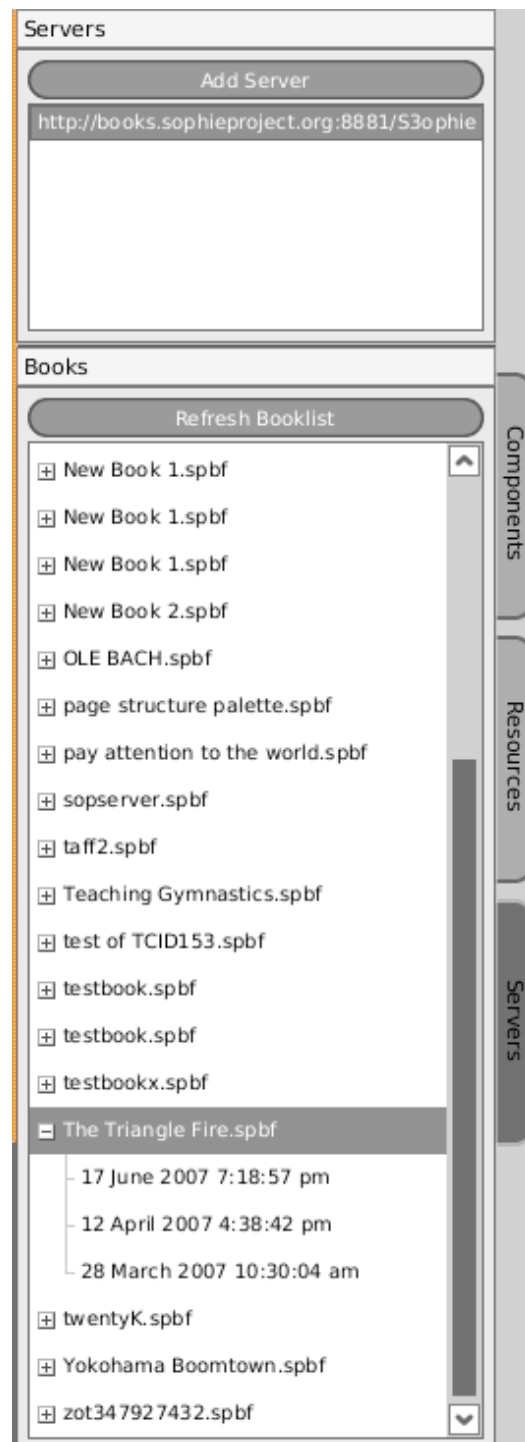 Servers
Add Server
http://books.sophieproject.org:8881/S3ophie
Books
Refresh Booklist
New Book 1.spbf
New Book 1.spbf
New Book 1.spbf
New Book 2.spbf
OLE BACH.spbf
page structure palette.spbf
pay attention to the world.spbf
sopserver.spbf
taff2.spbf
Teaching Gymnastics.spbf
test of TCID153.spbf
testbook.spbf
testbook.spbf
testbookx.spbf
The Triangle Fire.spbf
17 June 2007 7:18:57 pm
12 April 2007 4:38:42 pm
28 March 2007 10:30:04 am
twentyK.spbf
Yokohama Boomtown.spbf
zot347927432.spbf
Components
Resources
Servers